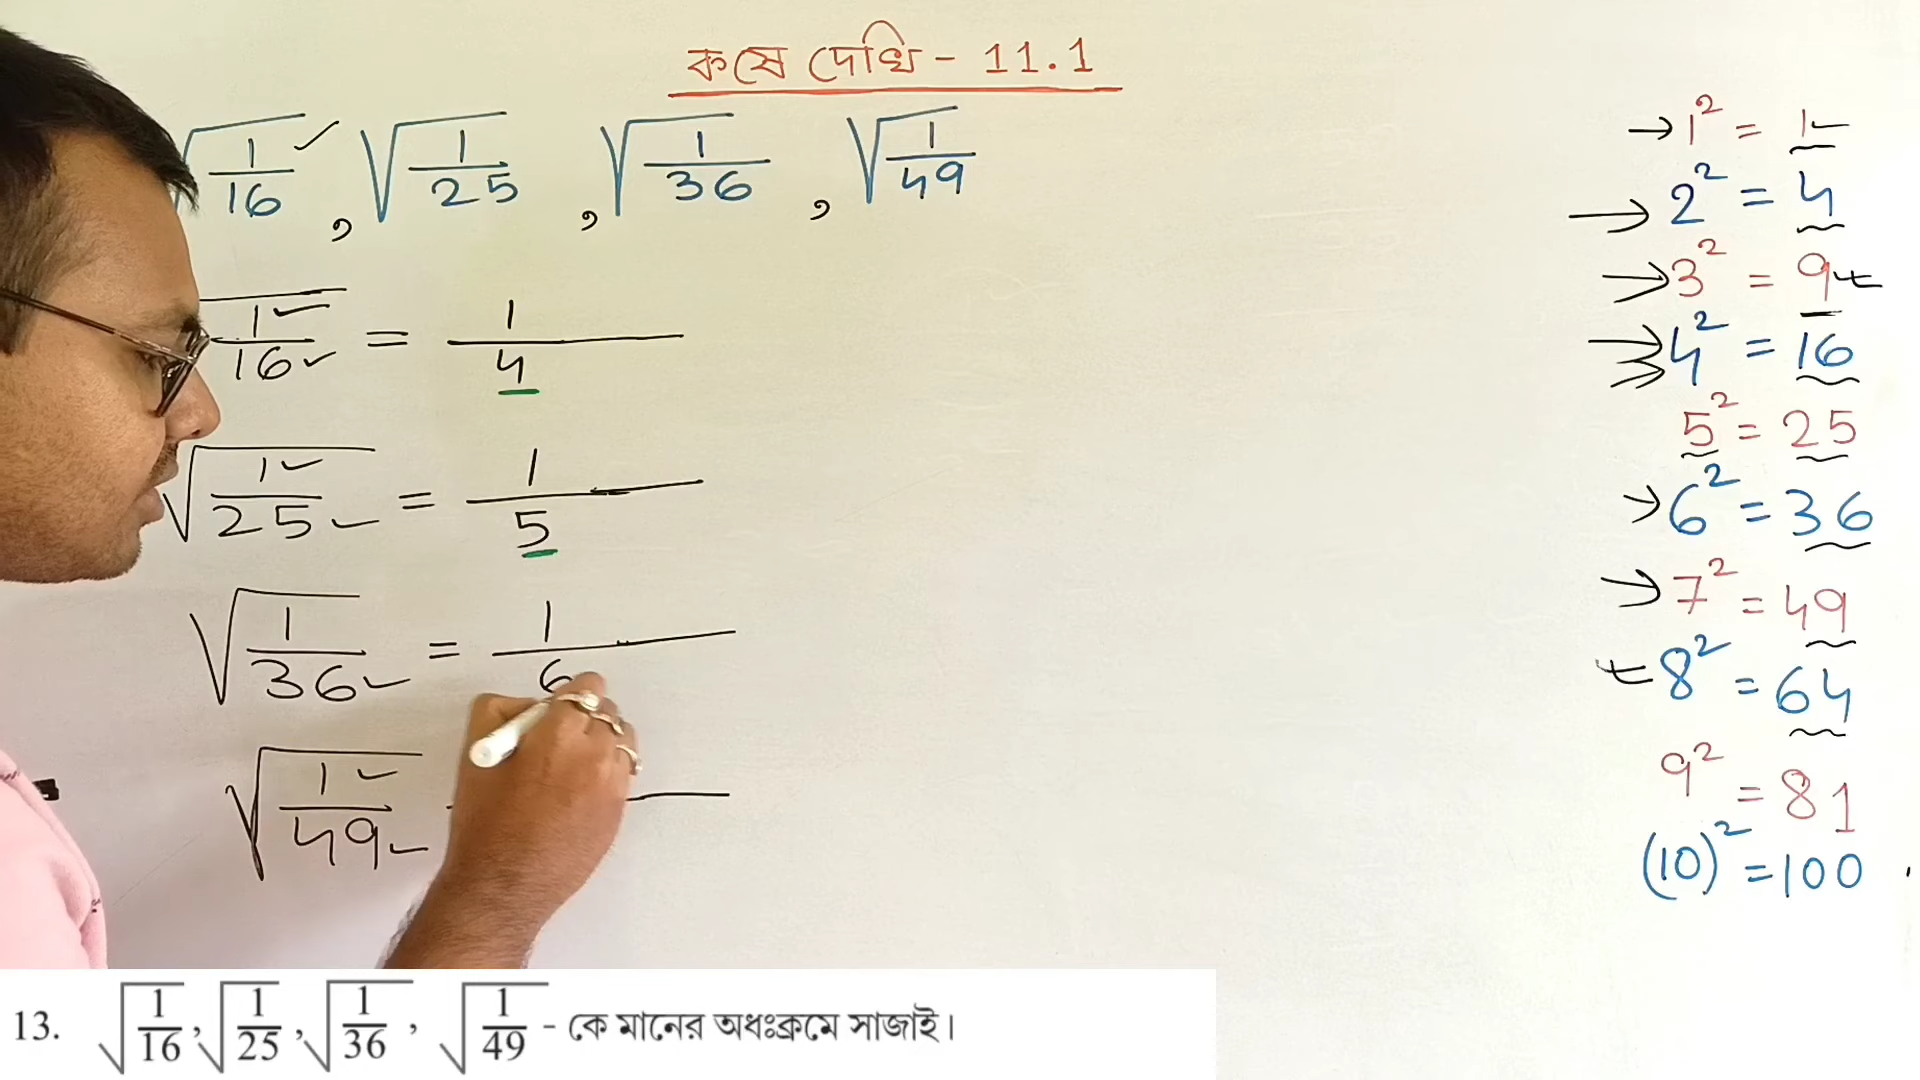 কষে দেখি - 11.1
√1/16 ✓, √1/25, √1/36, √1/49
√1/16 = 1/4
√1/25 = 1/5
√1/36 = 1/6
√1/49
→ 1² = 1
→ 2² = 4
→ 3² = 9
→ 4² = 16
5² = 25
→ 6² = 36
→ 7² = 49
8² = 64
9² = 81
(10)² = 100
13. √1/16, √1/25, √1/36, √1/49 - কে মানের অধঃক্রমে সাজাই।